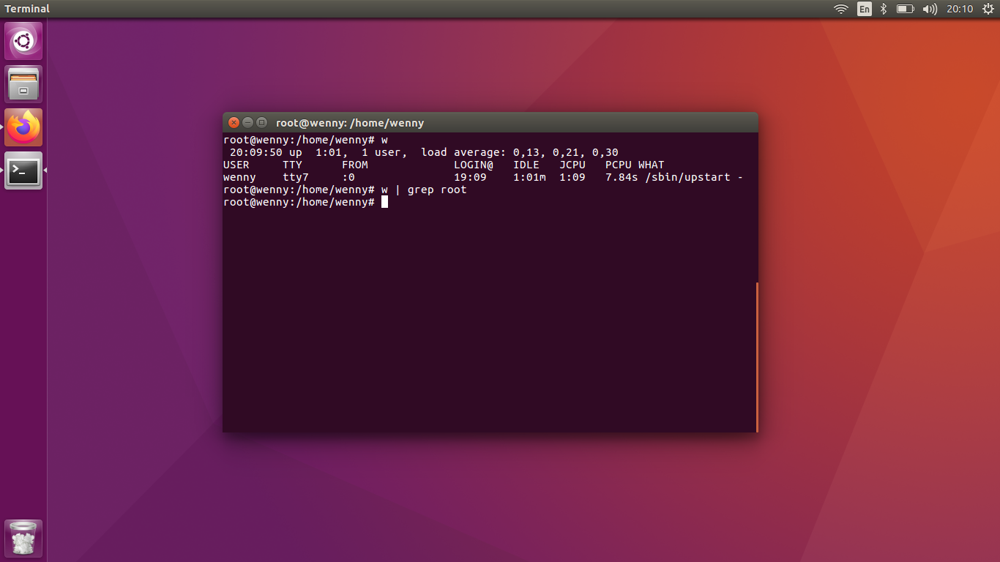 Terminal
En
20:10
root@wenny: /home/wenny
root@wenny:/home/wenny# w
 20:09:50 up  1:01,  1 user,  load average: 0,13, 0,21, 0,30
USER     TTY      FROM             LOGIN@   IDLE   JCPU   PCPU WHAT
wenny    tty7     :0               19:09    1:01m  1:09   7.84s /sbin/upstart -
root@wenny:/home/wenny# w | grep root
root@wenny:/home/wenny#